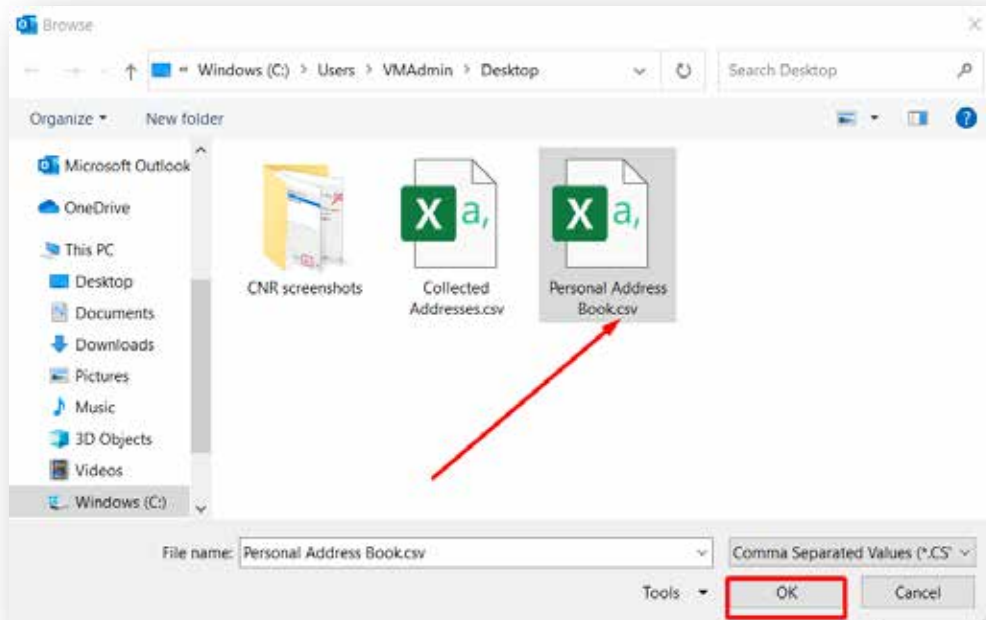 Browse
Windows (C:) > Users > VMAdmin > Desktop
Search Desktop
Organize
New folder
Microsoft Outlook
OneDrive
This PC
Desktop
Documents
Downloads
Pictures
Music
3D Objects
Videos
Windows (C:)
CNR screenshots
X a,
Collected
Addresses.csv
X a,
Personal Address
Book.csv
File name: Personal Address Book.csv
Comma Separated Values (*.CS
Tools
OK
Cancel